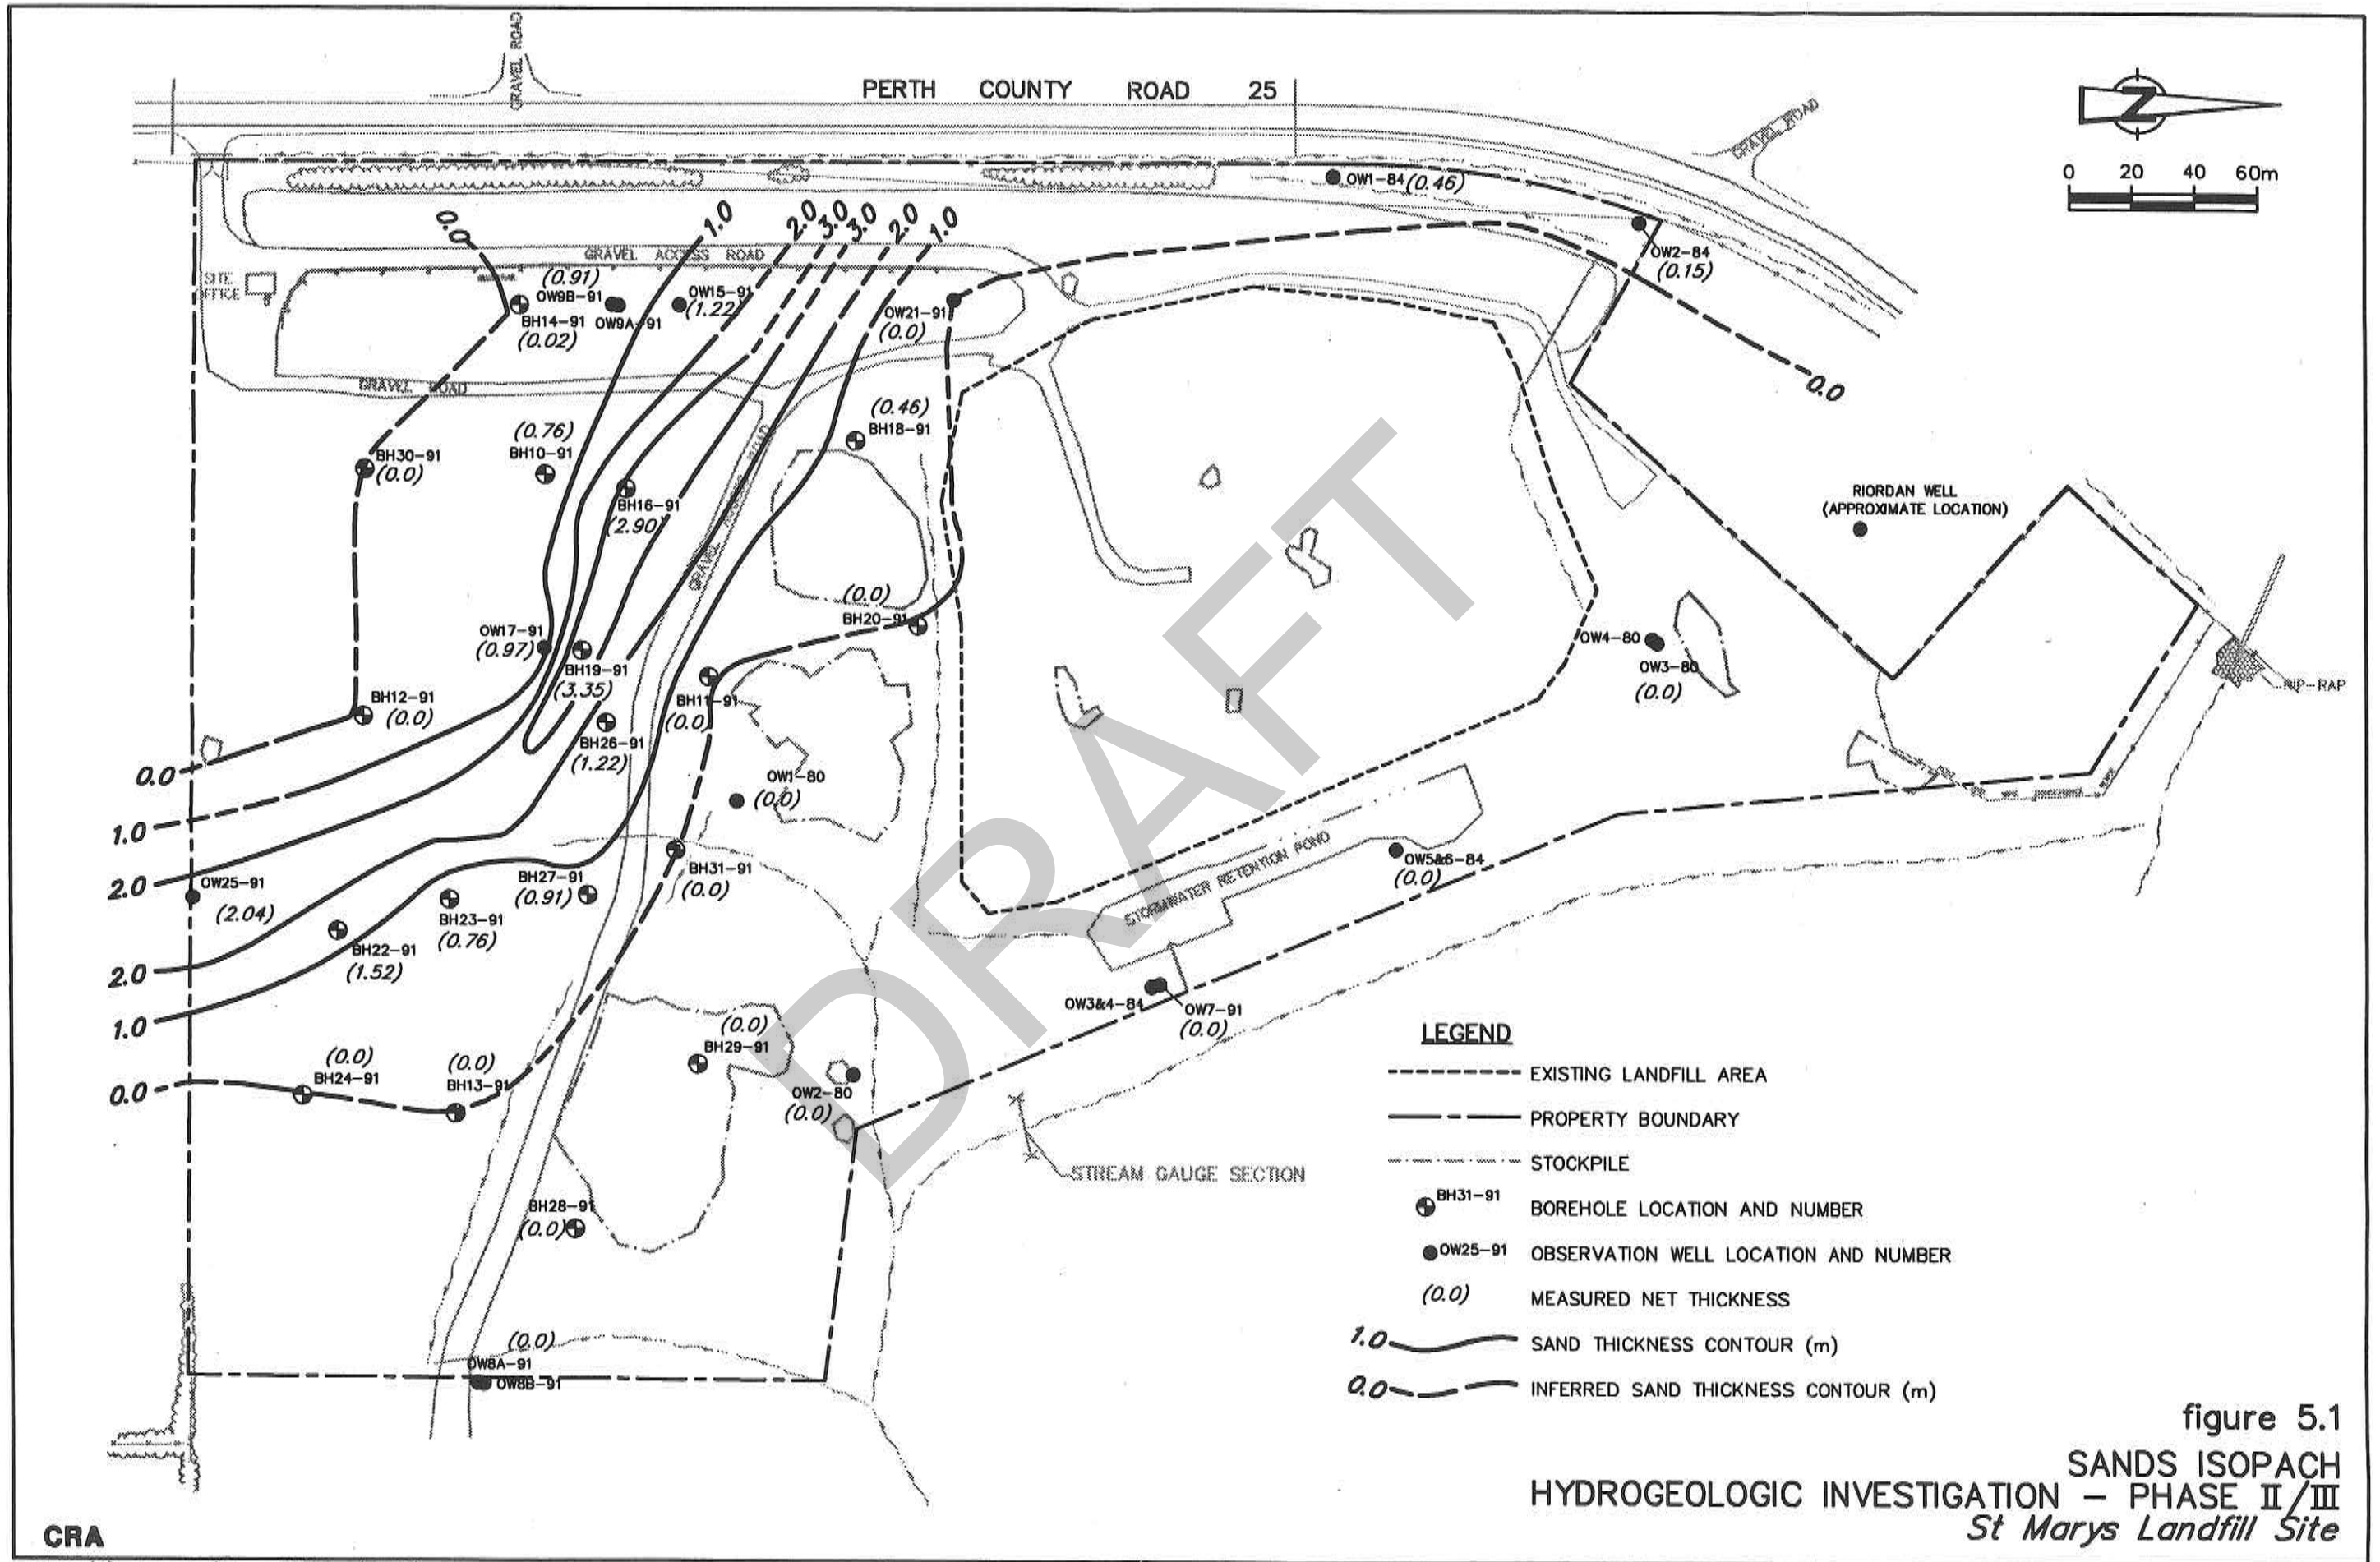 GRAVEL ROAD
PERTH COUNTY ROAD 25
GRAVEL ROAD
Z
0 20 40 60m
OW1-84 (0.46)
OW2-84
(0.15)
0.0
1.0
2.0
3.0
3.0
2.0
1.0
GRAVEL ACCESS ROAD
SITE
OFFICE
(0.91)
OW9B-91
OW15-91
(1.22)
BH14-91
OW9A-91
(0.02)
OW21-91
(0.0)
0.0
GRAVEL ROAD
(0.46)
BH18-91
(0.76)
BH10-91
BH30-91
(0.0)
GRAVEL ACCESS ROAD
BH16-91
(2.90)
RIORDAN WELL
(APPROXIMATE LOCATION)
(0.0)
BH20-91
OW17-91
(0.97)
BH19-91
(3.35)
OW4-80
OW3-80
(0.0)
RIP-RAP
BH12-91
(0.0)
BH11-91
(0.0)
BH26-91
(1.22)
OW1-80
(0.0)
0.0
1.0
2.0
STORMWATER RETENTION POND
OW5&6-84
(0.0)
OW25-91
(2.04)
BH27-91
(0.91)
BH31-91
(0.0)
BH23-91
(0.76)
BH22-91
(1.52)
2.0
1.0
OW3&4-84
OW7-91
(0.0)
(0.0)
BH29-91
(0.0)
BH24-91
(0.0)
BH13-91
0.0
OW2-80
(0.0)
STREAM GAUGE SECTION
BH28-91
(0.0)
(0.0)
OW8A-91
OW8B-91
DRAFT
LEGEND
EXISTING LANDFILL AREA
PROPERTY BOUNDARY
STOCKPILE
BH31-91 BOREHOLE LOCATION AND NUMBER
OW25-91 OBSERVATION WELL LOCATION AND NUMBER
(0.0) MEASURED NET THICKNESS
1.0 SAND THICKNESS CONTOUR (m)
0.0 INFERRED SAND THICKNESS CONTOUR (m)
figure 5.1
SANDS ISOPACH
HYDROGEOLOGIC INVESTIGATION – PHASE II/III
St Marys Landfill Site
CRA